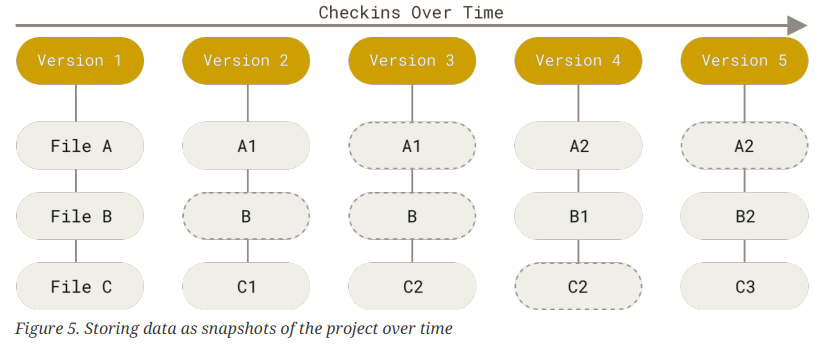 Checkins Over Time
Version 1 Version 2 Version 3 Version 4 Version 5
File A A1 A1 A2 A2
File B B B B1 B2
File C C1 C2 C2 C3
Figure 5. Storing data as snapshots of the project over time